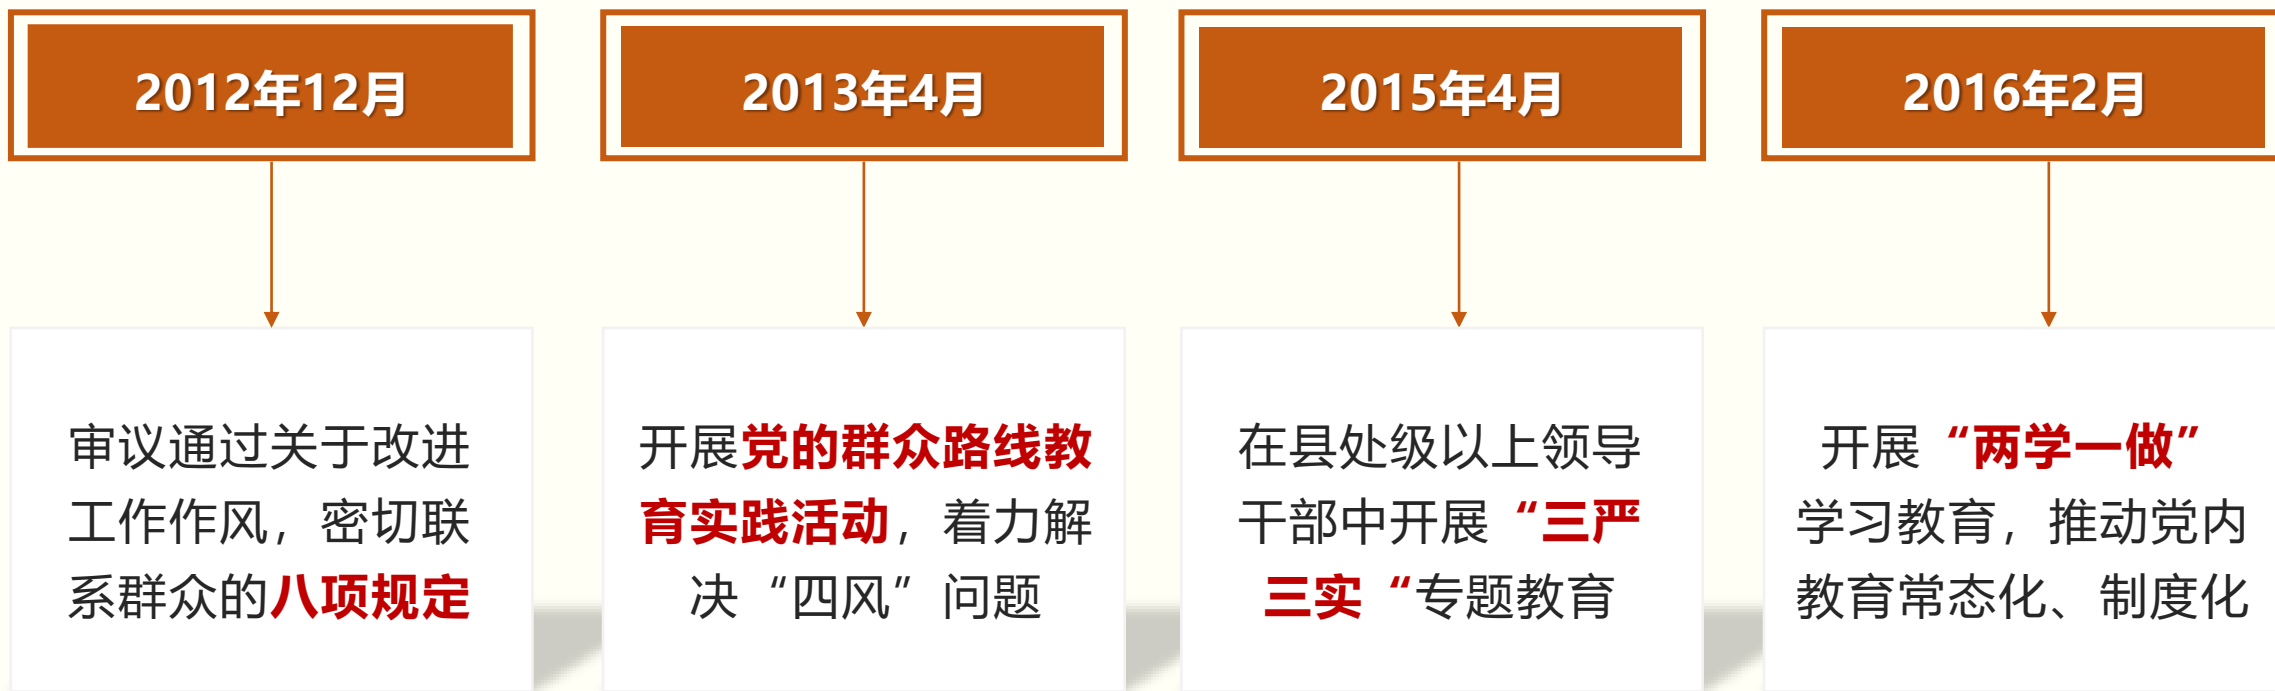 2012年12月
2013年4月
2015年4月
2016年2月
审议通过关于改进
工作作风，密切联
系群众的八项规定
开展党的群众路线教
育实践活动，着力解
决“四风”问题
在县处级以上领导
干部中开展“三严
三实“专题教育
开展“两学一做”
学习教育，推动党内
教育常态化、制度化